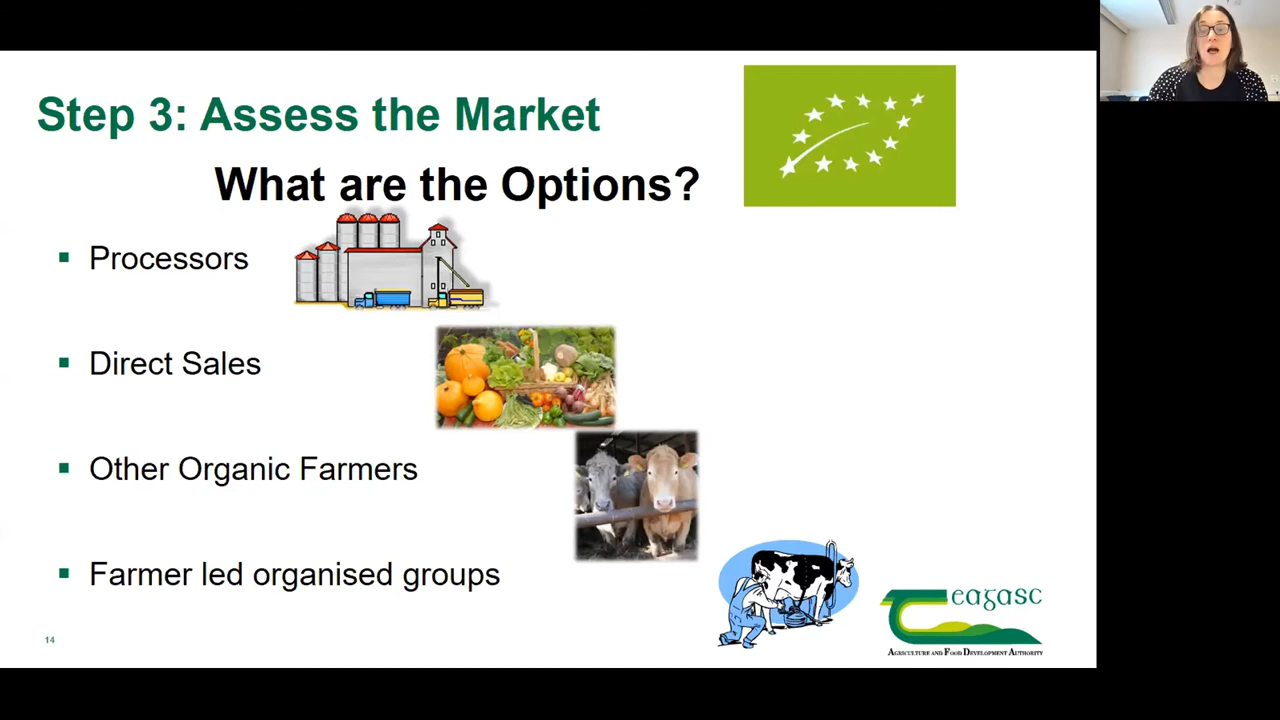 Step 3: Assess the Market
What are the Options?
▪ Processors
▪ Direct Sales
▪ Other Organic Farmers
▪ Farmer led organised groups
14
eagasc
AGRICULTURE AND FOOD DEVELOPMENT AUTHORITY